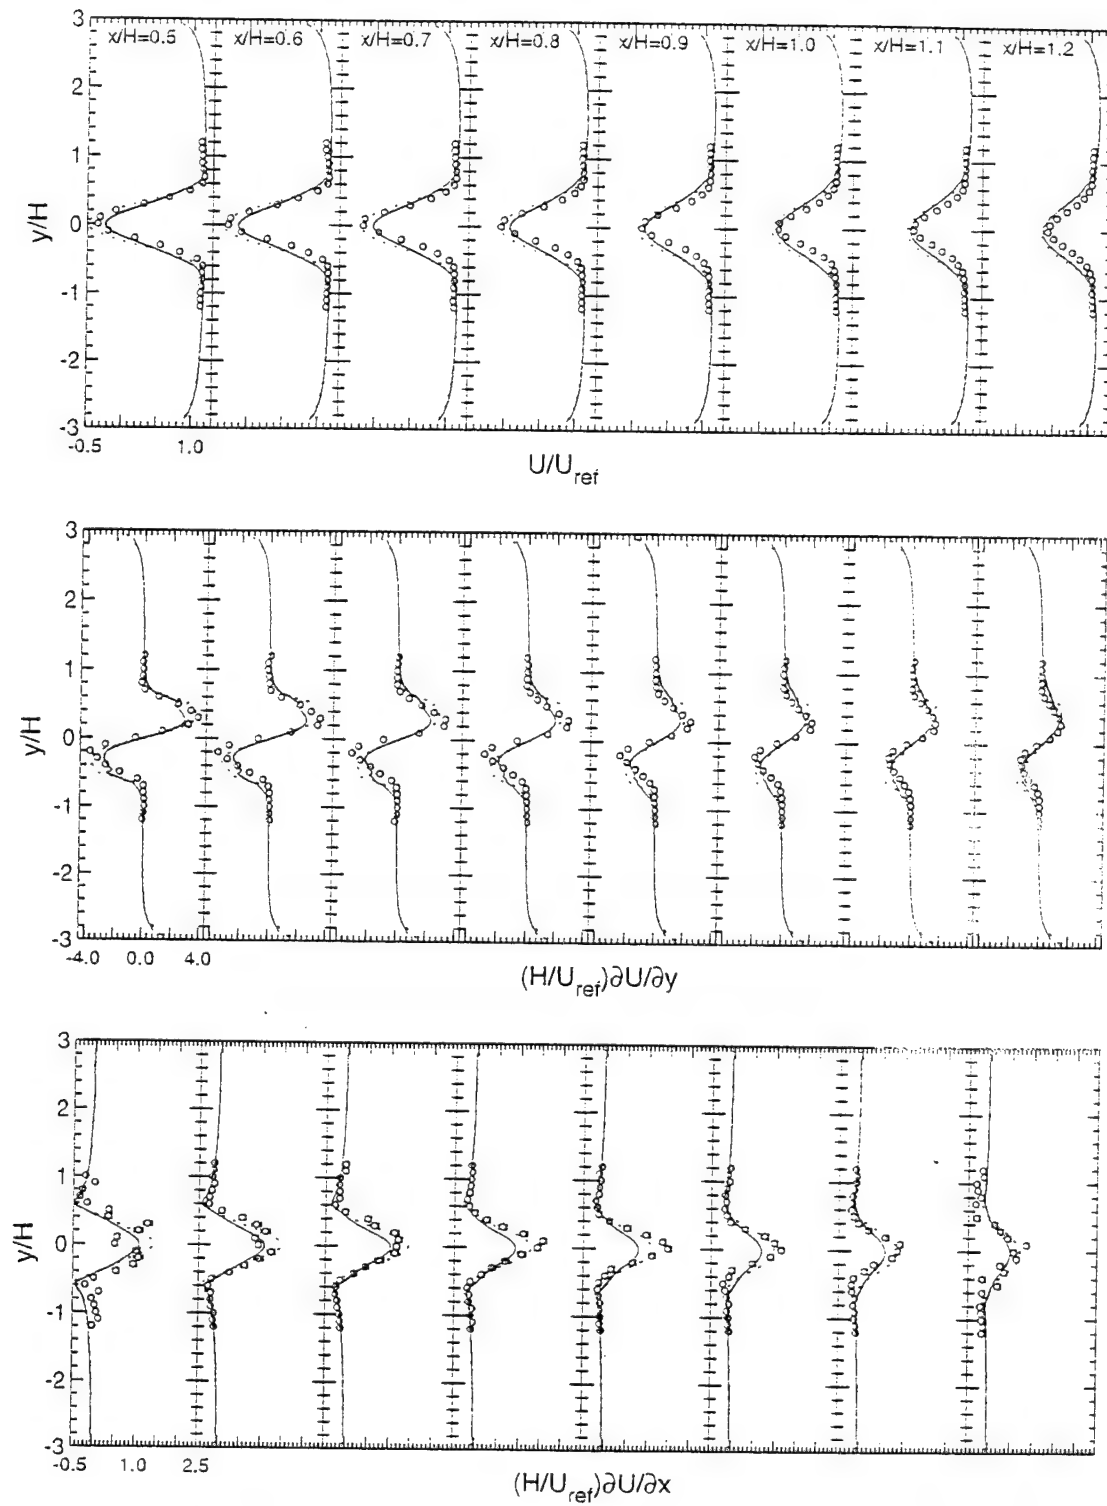 3
x/H=0.5 x/H=0.6 x/H=0.7 x/H=0.8 x/H=0.9 x/H=1.0 x/H=1.1 x/H=1.2
2
1
y/H
0
-1
-2
-3
-0.5 1.0
U/U_ref
3
2
1
y/H
0
-1
-2
-3
-4.0 0.0 4.0
(H/U_ref)∂U/∂y
3
2
1
y/H
0
-1
-2
-3
-0.5 1.0 2.5
(H/U_ref)∂U/∂x